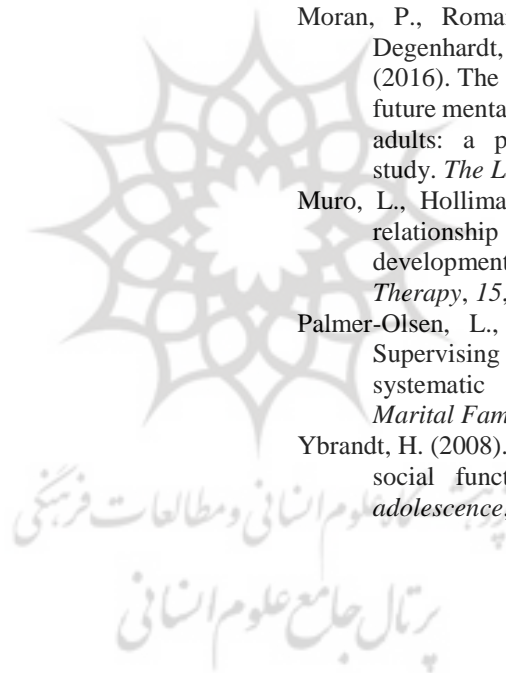 Moran, P., Roma
Degenhardt,
(2016). The
future menta
adults: a p
study. The L
Muro, L., Hollima
relationship
development
Therapy, 15,
Palmer-Olsen, L.,
Supervising
systematic
Marital Fam
Ybrandt, H. (2008).
social funct
adolescence,
پژوهشگاه علوم انسانی و مطالعات فرهنگی
پرتال جامع علوم انسانی